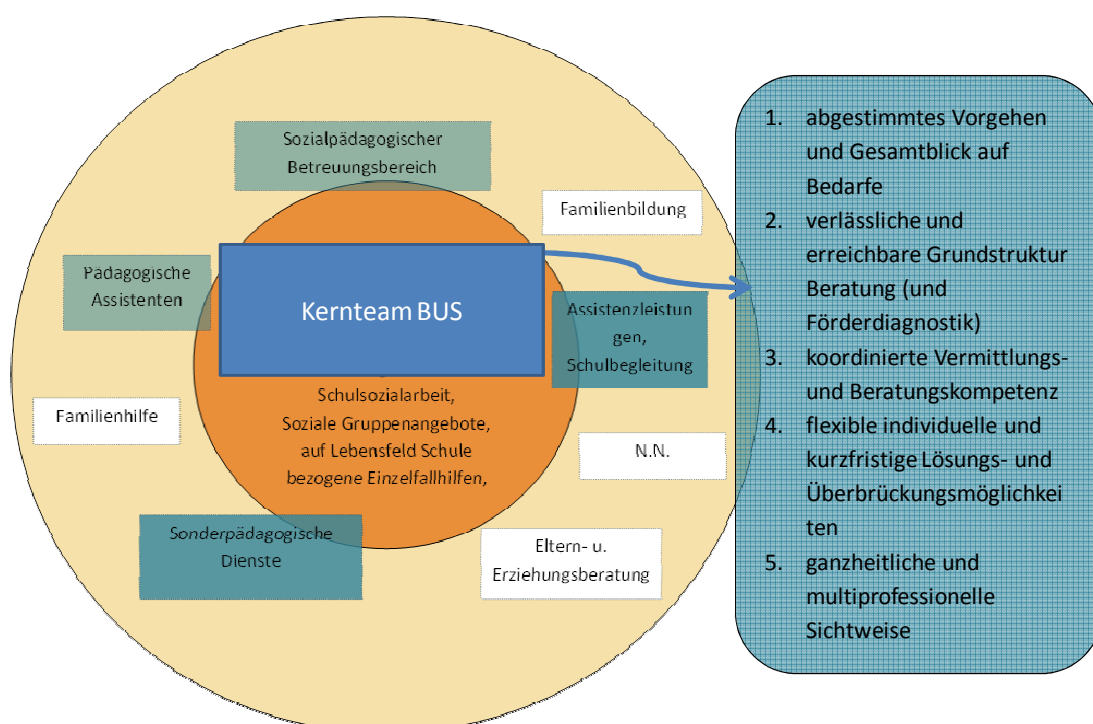 Sozialpädagogischer
Betreuungsbereich
Familienbildung
Pädagogische
Assistenten
Kernteam BUS
Assistenzleistun
gen,
Schulbegleitung
Schulsozialarbeit,
Soziale Gruppenangebote,
auf Lebensfeld Schule
bezogene Einzelfallhilfen,
Familienhilfe
N.N.
Sonderpädagogische
Dienste
Eltern- u.
Erziehungsberatung
1. abgestimmtes Vorgehen
und Gesamtblick auf
Bedarfe
2. verlässliche und
erreichbare Grundstruktur
Beratung (und
Förderdiagnostik)
3. koordinierte Vermittlungs-
und Beratungskompetenz
4. flexible individuelle und
kurzfristige Lösungs- und
Überbrückungsmöglichkei
ten
5. ganzheitliche und
multiprofessionelle
Sichtweise